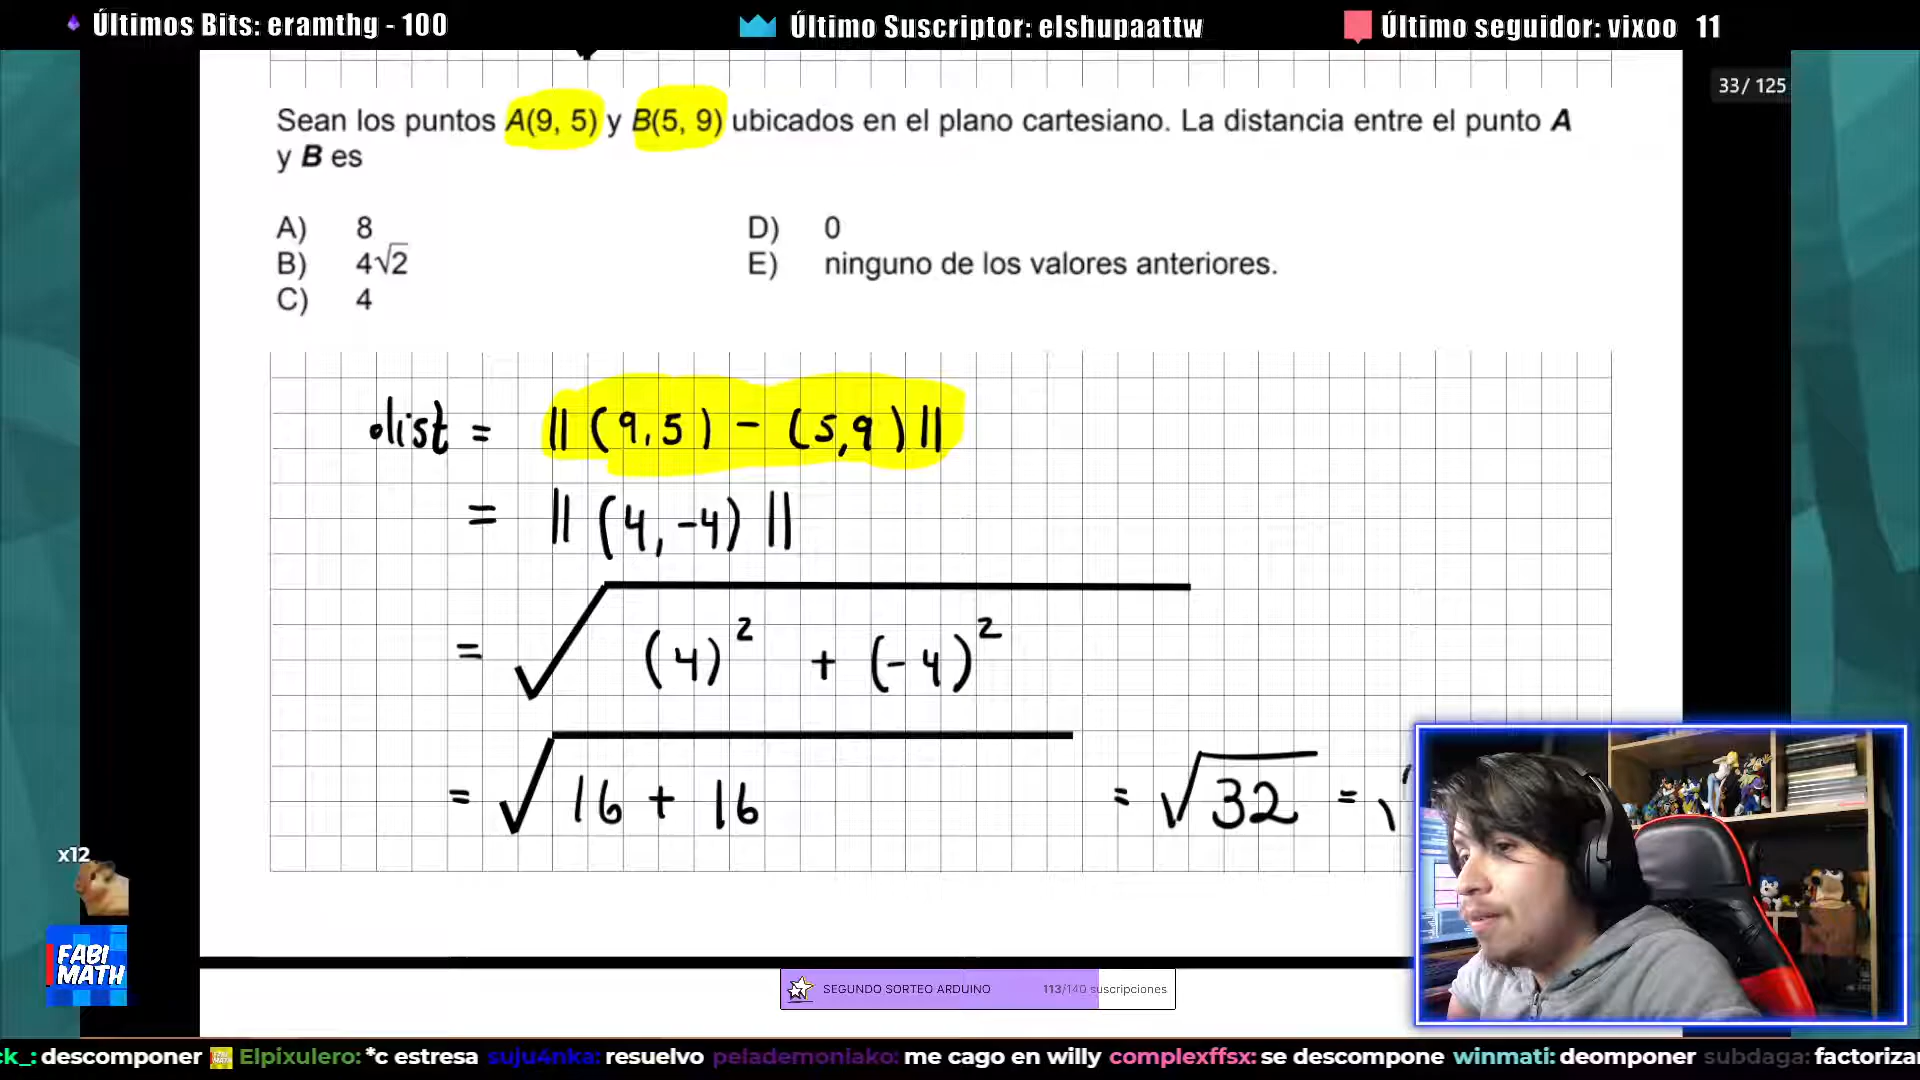 Últimos Bits: eramthg - 100
Último Suscriptor: elshupaattw
Último seguidor: vixoo 11
33/ 125
Sean los puntos A(9, 5) y B(5, 9) ubicados en el plano cartesiano. La distancia entre el punto A
y B es
A) 8
B) 4√2
C) 4
D) 0
E) ninguno de los valores anteriores.
dist = || (9,5) - (5,9) ||
= || (4,-4) ||
= √(4)² + (-4)²
= √16 + 16 = √32 =
x12
FABI
MATH
SEGUNDO SORTEO ARDUINO 113/140 suscripciones
ck_: descomponer Elpixulero: *c estresa suju4nka: resuelvo pelademoniako: me cago en willy complexffsx: se descompone winmati: deomponer subdaga: factorizar